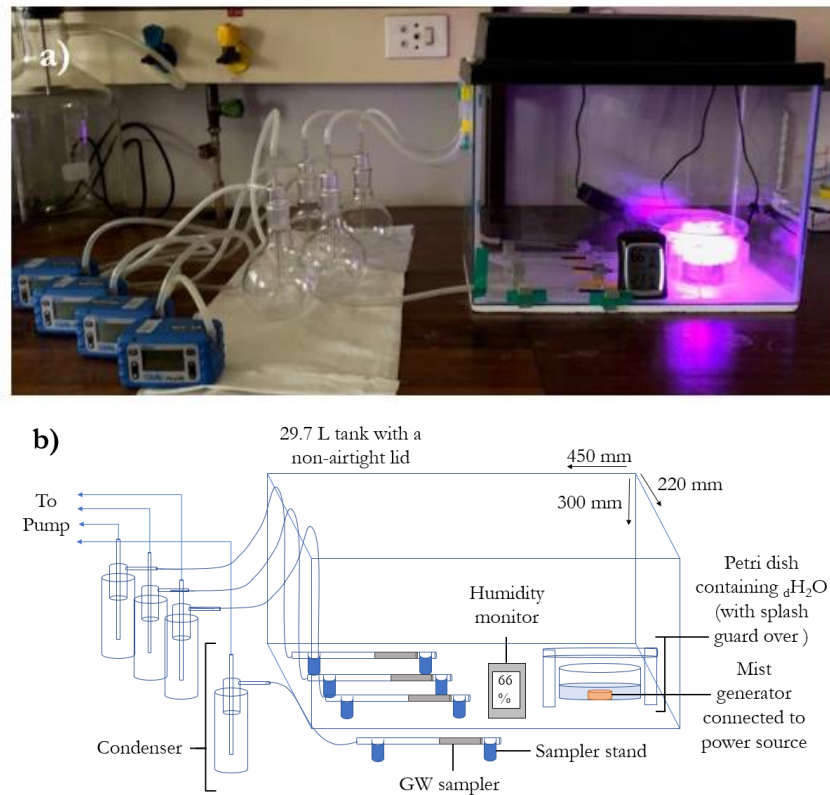 a)
66
b)
29.7 L tank with a
non-airtight lid
450 mm
220 mm
300 mm
To
Pump
Humidity
monitor
66
%
Petri dish
containing dH2O
(with splash
guard over )
Mist
generator
connected to
power source
Condenser
Sampler stand
GW sampler